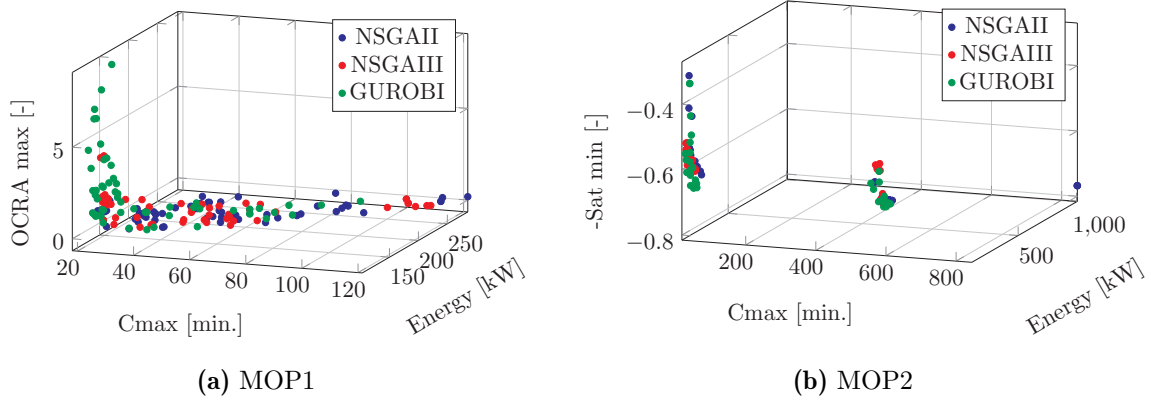 NSGAII
NSGAIII
GUROBI
5
0
OCRA max [-]
20
40
60
80
100
120
Cmax [min.]
150
200
250
Energy [kW]
(a) MOP1
NSGAII
NSGAIII
GUROBI
−0.4
−0.6
−0.8
-Sat min [-]
200
400
600
800
Cmax [min.]
500
1,000
Energy [kW]
(b) MOP2